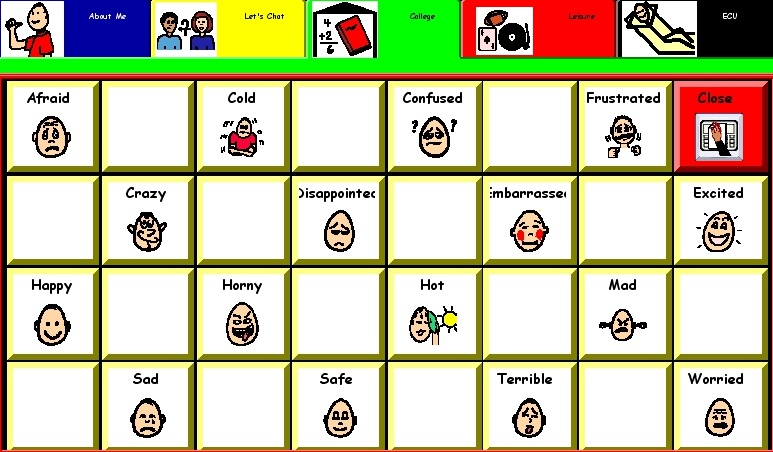 About Me
Let's Chat
College
Leisure
ECU
4
+2
6
?
Afraid
Cold
Confused
? ?
Frustrated
Close
Crazy
Disappointed
Embarrassed
Excited
Happy
Horny
Hot
Mad
Sad
Safe
Terrible
Worried